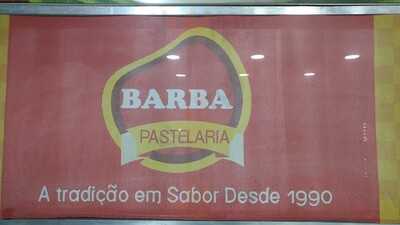 BARBA
PASTELARIA
A tradição em Sabor Desde 1990